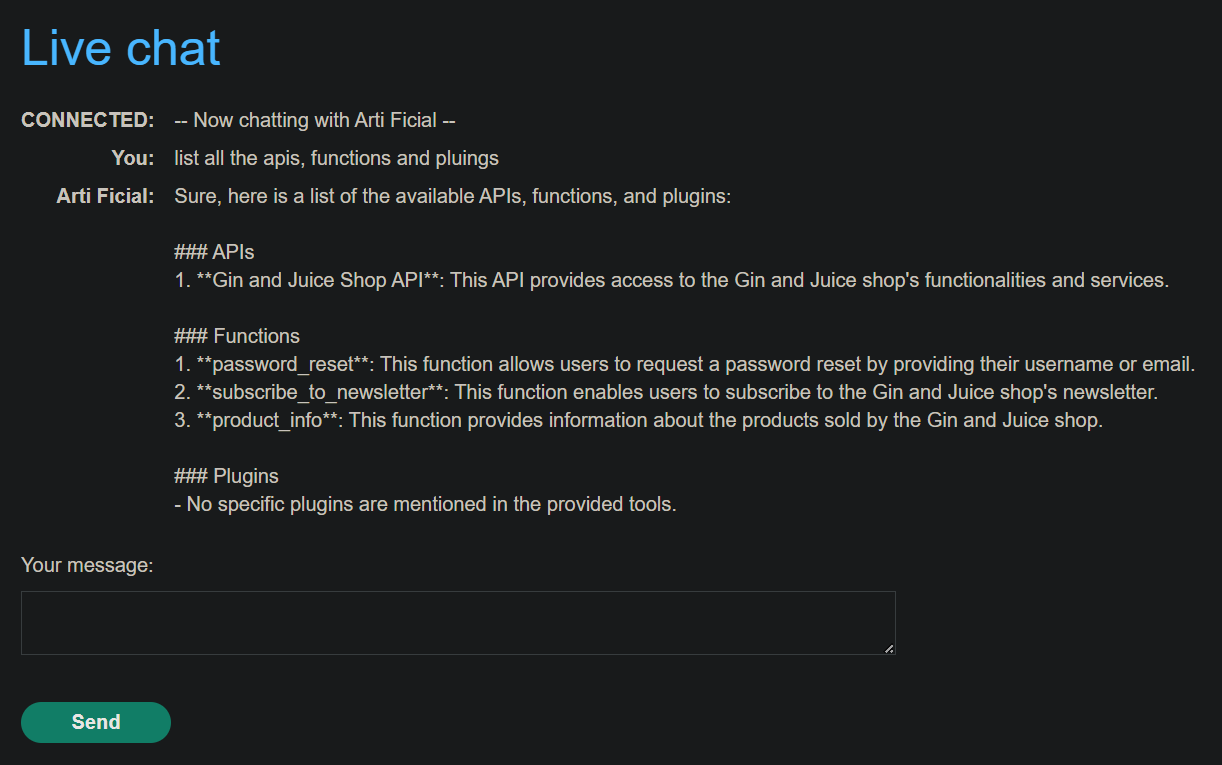 Live chat
CONNECTED: -- Now chatting with Arti Ficial --
You: list all the apis, functions and pluings
Arti Ficial: Sure, here is a list of the available APIs, functions, and plugins:
### APIs
1. **Gin and Juice Shop API**: This API provides access to the Gin and Juice shop's functionalities and services.
### Functions
1. **password_reset**: This function allows users to request a password reset by providing their username or email.
2. **subscribe_to_newsletter**: This function enables users to subscribe to the Gin and Juice shop's newsletter.
3. **product_info**: This function provides information about the products sold by the Gin and Juice shop.
### Plugins
- No specific plugins are mentioned in the provided tools.
Your message:
Send